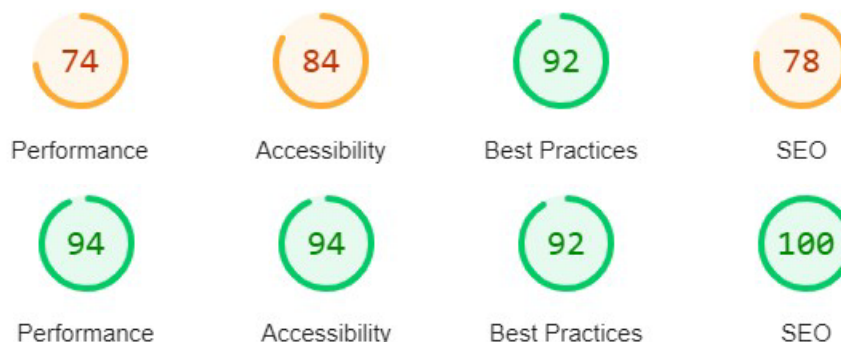 74 84 92 78
Performance Accessibility Best Practices SEO
94 94 92 100
Performance Accessibility Best Practices SEO